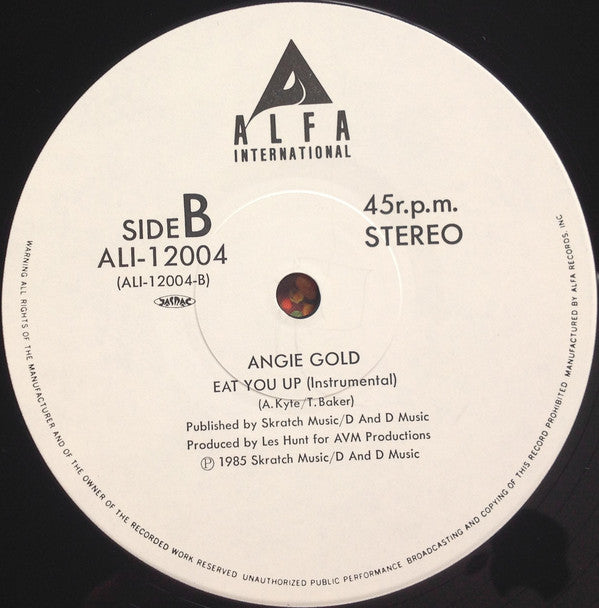 ALFA
INTERNATIONAL
SIDE B
ALI-12004
(ALI-12004-B)
JASRAC
45r.p.m.
STEREO
ANGIE GOLD
EAT YOU UP (Instrumental)
(A. Kyte/T. Baker)
Published by Skratch Music/D And D Music
Produced by Les Hunt for AVM Productions
℗ 1985 Skratch Music/D And D Music
WARNING: ALL RIGHTS OF THE MANUFACTURER AND OF THE OWNER OF THE RECORDED WORK RESERVED UNAUTHORIZED PUBLIC PERFORMANCE BROADCASTING AND COPYING OF THIS RECORD PROHIBITED MANUFACTURED BY ALFA RECORDS, INC